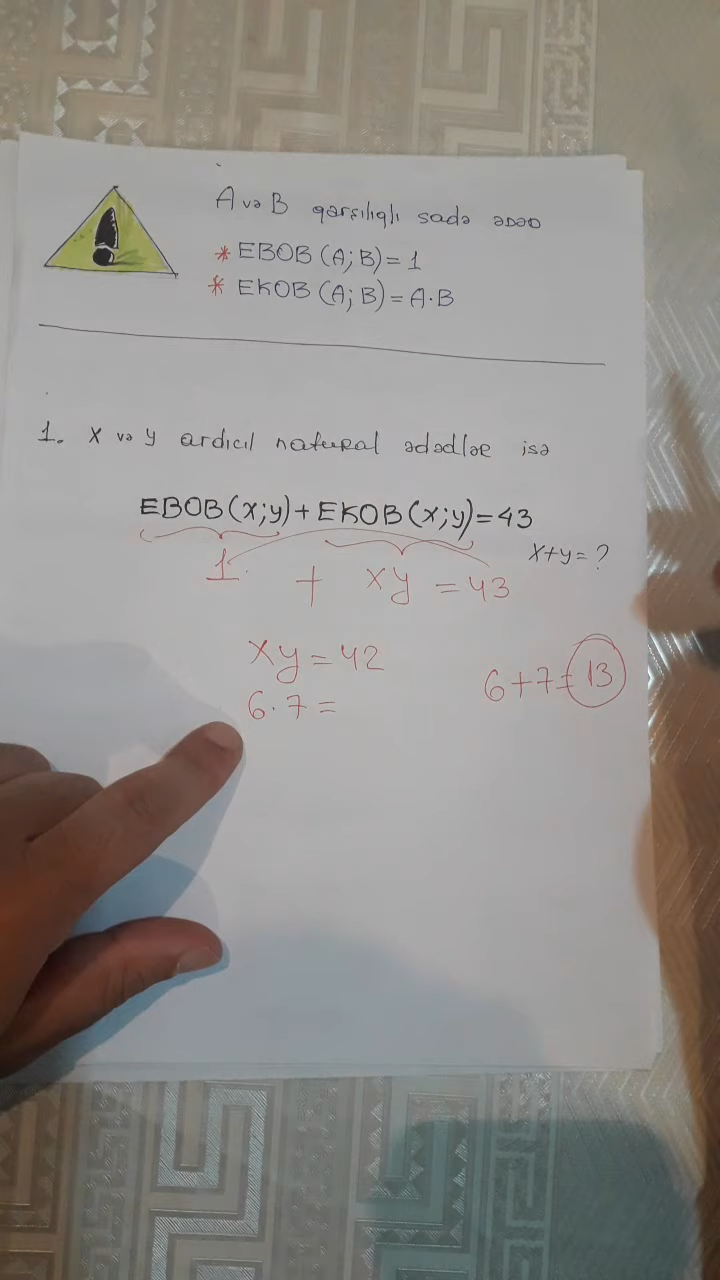 A və B qarşılıqlı sadə ədəd
* EBOB (A; B) = 1
* EKOB (A; B) = A·B
1. X və y ardıcıl natural ədədlər isə
EBOB(x;y) + EKOB(x;y) = 43
x+y = ?
1 + xy = 43
xy = 42
6·7 =
6+7= 13